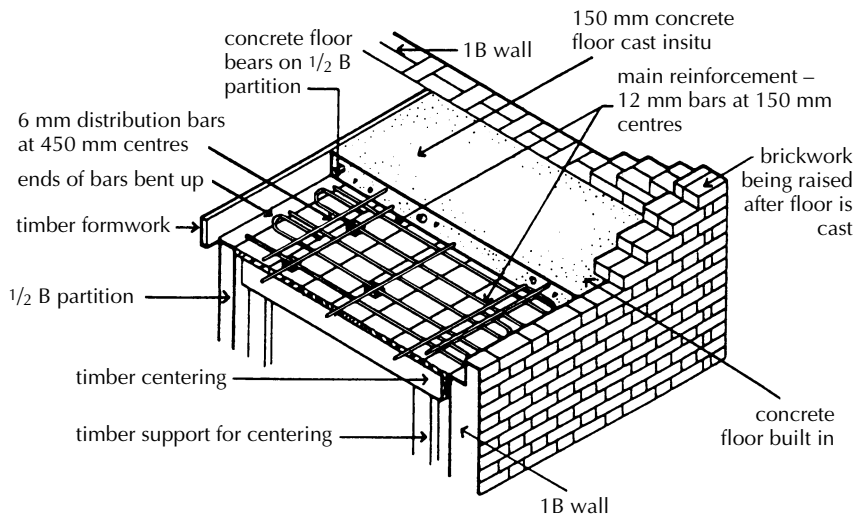 concrete floor
bears on 1/2 B
partition
1B wall
150 mm concrete
floor cast insitu
main reinforcement –
12 mm bars at 150 mm
centres
6 mm distribution bars
at 450 mm centres
ends of bars bent up
timber formwork
brickwork
being raised
after floor is
cast
1/2 B partition
timber centering
timber support for centering
concrete
floor built in
1B wall